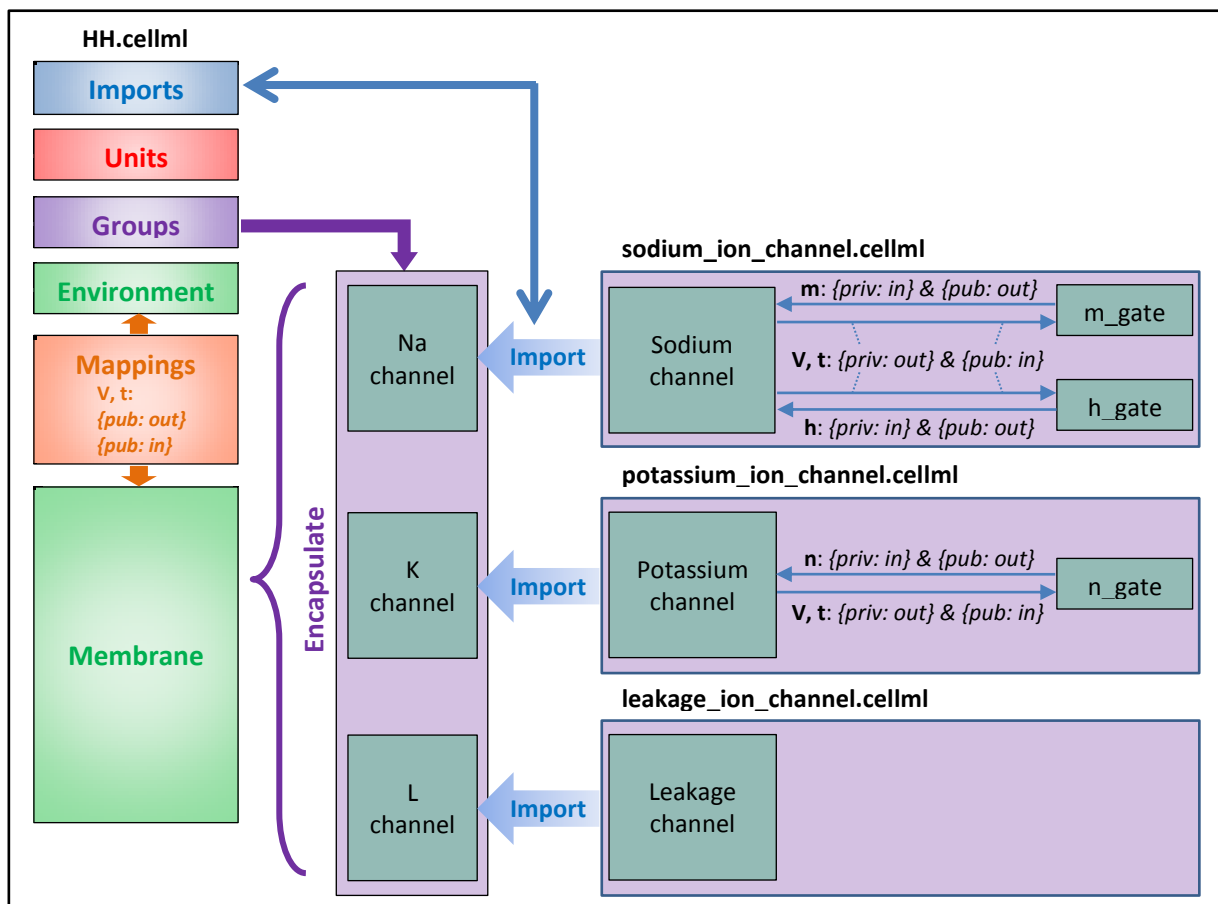 HH.cellml
Imports
Units
Groups
Environment
Mappings
V, t:
{pub: out}
{pub: in}
Membrane
Encapsulate
Na
channel
K
channel
L
channel
Import
Import
Import
sodium_ion_channel.cellml
Sodium
channel
m: {priv: in} & {pub: out}
m_gate
V, t: {priv: out} & {pub: in}
h_gate
h: {priv: in} & {pub: out}
potassium_ion_channel.cellml
Potassium
channel
n: {priv: in} & {pub: out}
n_gate
V, t: {priv: out} & {pub: in}
leakage_ion_channel.cellml
Leakage
channel